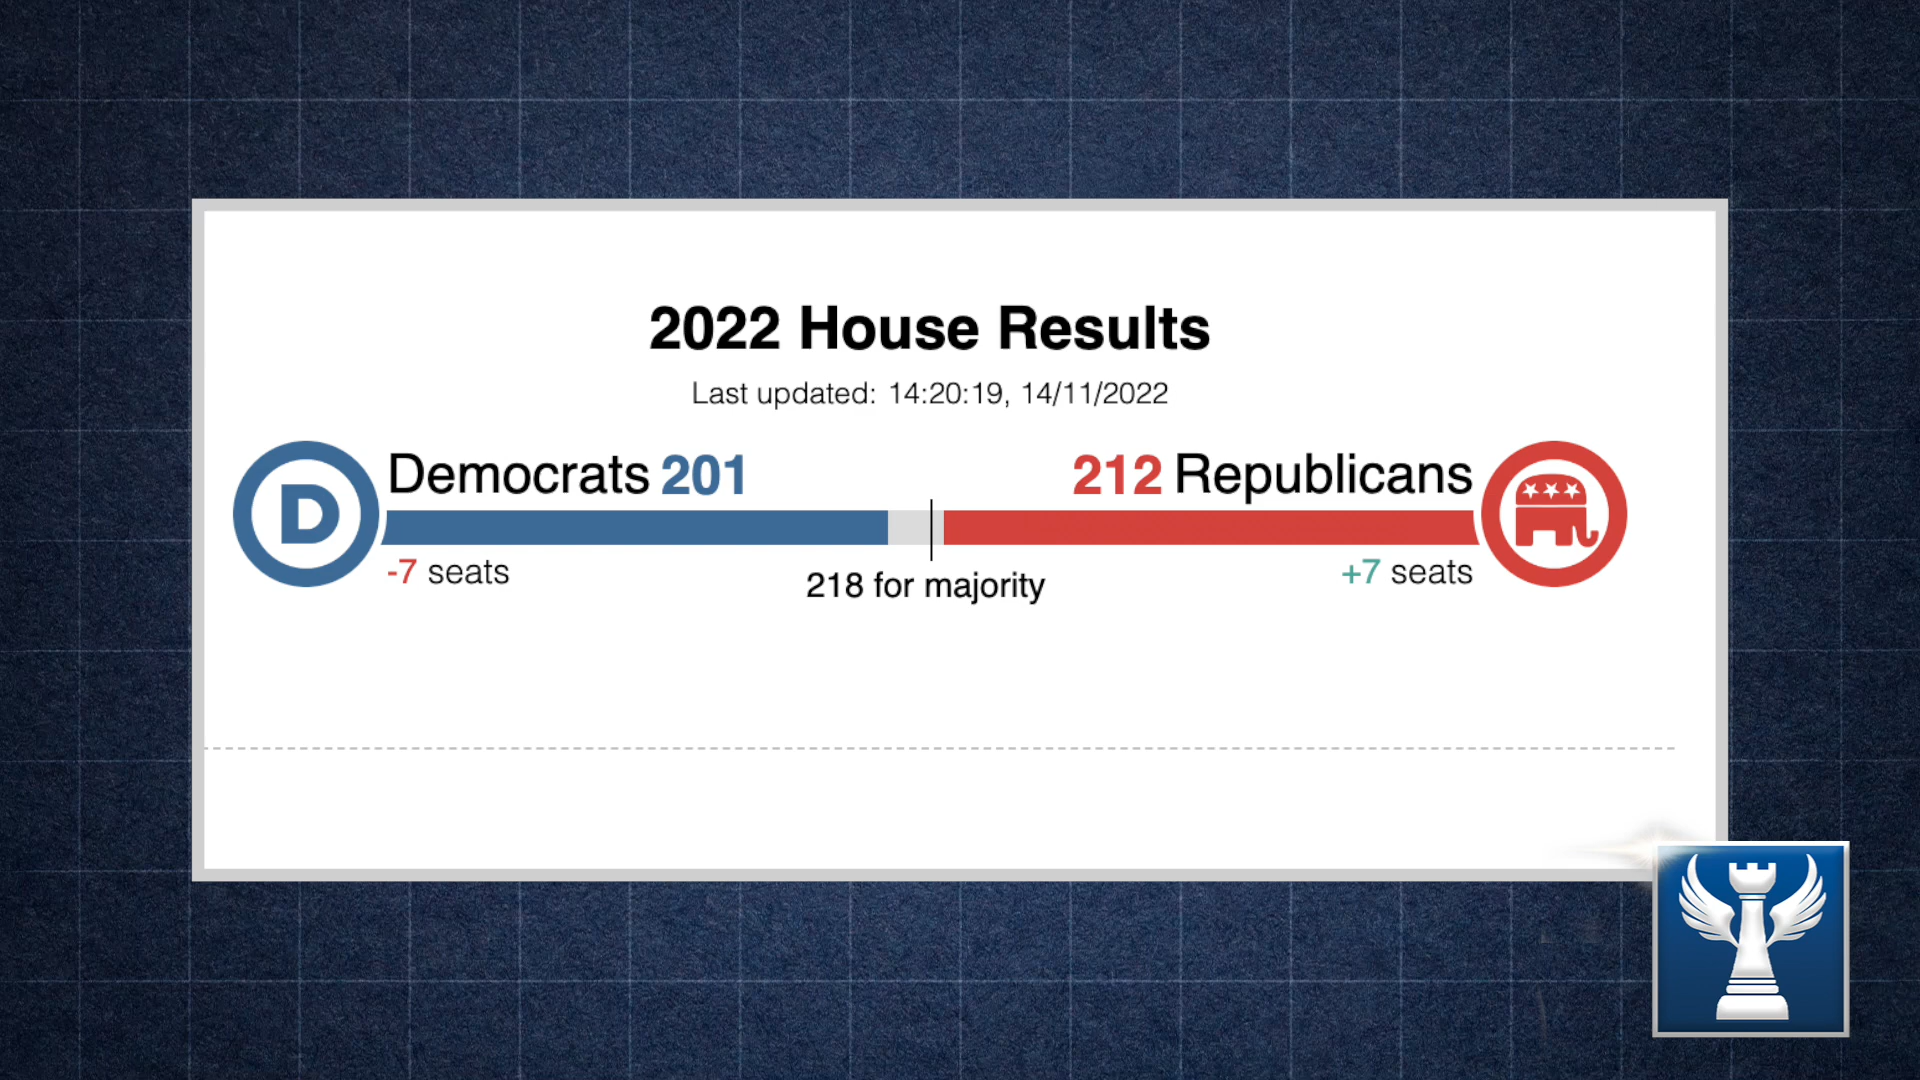 2022 House Results
Last updated: 14:20:19, 14/11/2022
D Democrats 201 212 Republicans
-7 seats +7 seats
218 for majority